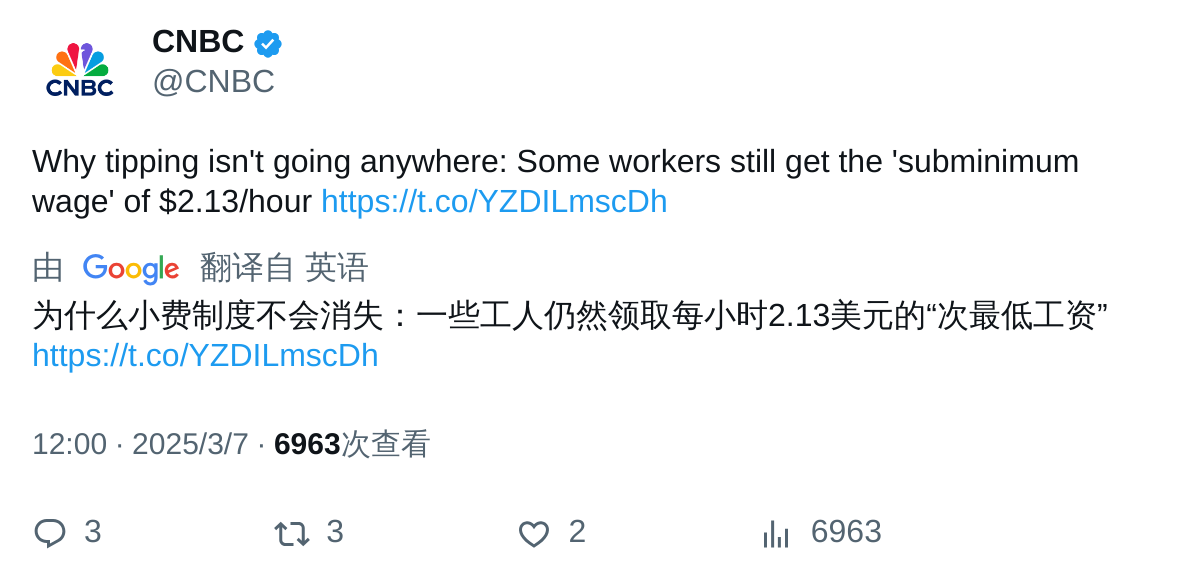 CNBC
CNBC
@CNBC
Why tipping isn't going anywhere: Some workers still get the 'subminimum
wage' of $2.13/hour https://t.co/YZDILmscDh
由 Google 翻译自 英语
为什么小费制度不会消失：一些工人仍然领取每小时2.13美元的“次最低工资”
https://t.co/YZDILmscDh
12:00 · 2025/3/7 · 6963次查看
3 3 2 6963